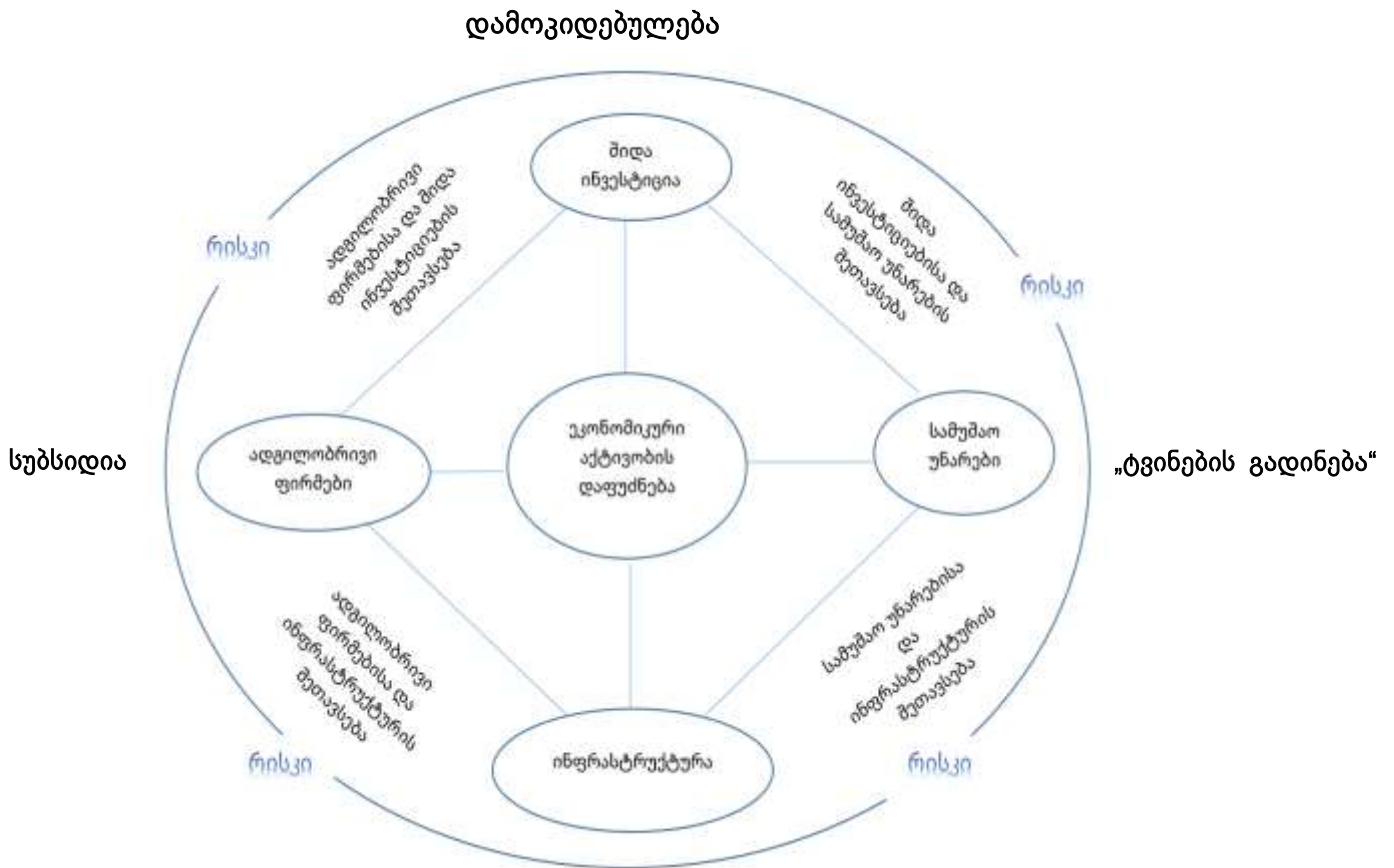 დამოკიდებულება
შიდა
ინვესტიცია
ადგილობრივი
ფირმებისა და შიდა
ინვესტიციების
შეთავსება
შიდა
ინვესტიციებისა და
სამუშაო უნარების
შეთავსება
რისკი
რისკი
სუბსიდია
ადგილობრივი
ფირმები
ეკონომიკური
აქტივობის
დაფუძნება
სამუშაო
უნარები
„ტვინების გადინება“
ადგილობრივი
ფირმებისა და
ინფრასტრუქტურის
შეთავსება
სამუშაო უნარებისა
და
ინფრასტრუქტურის
შეთავსება
რისკი
ინფრასტრუქტურა
რისკი